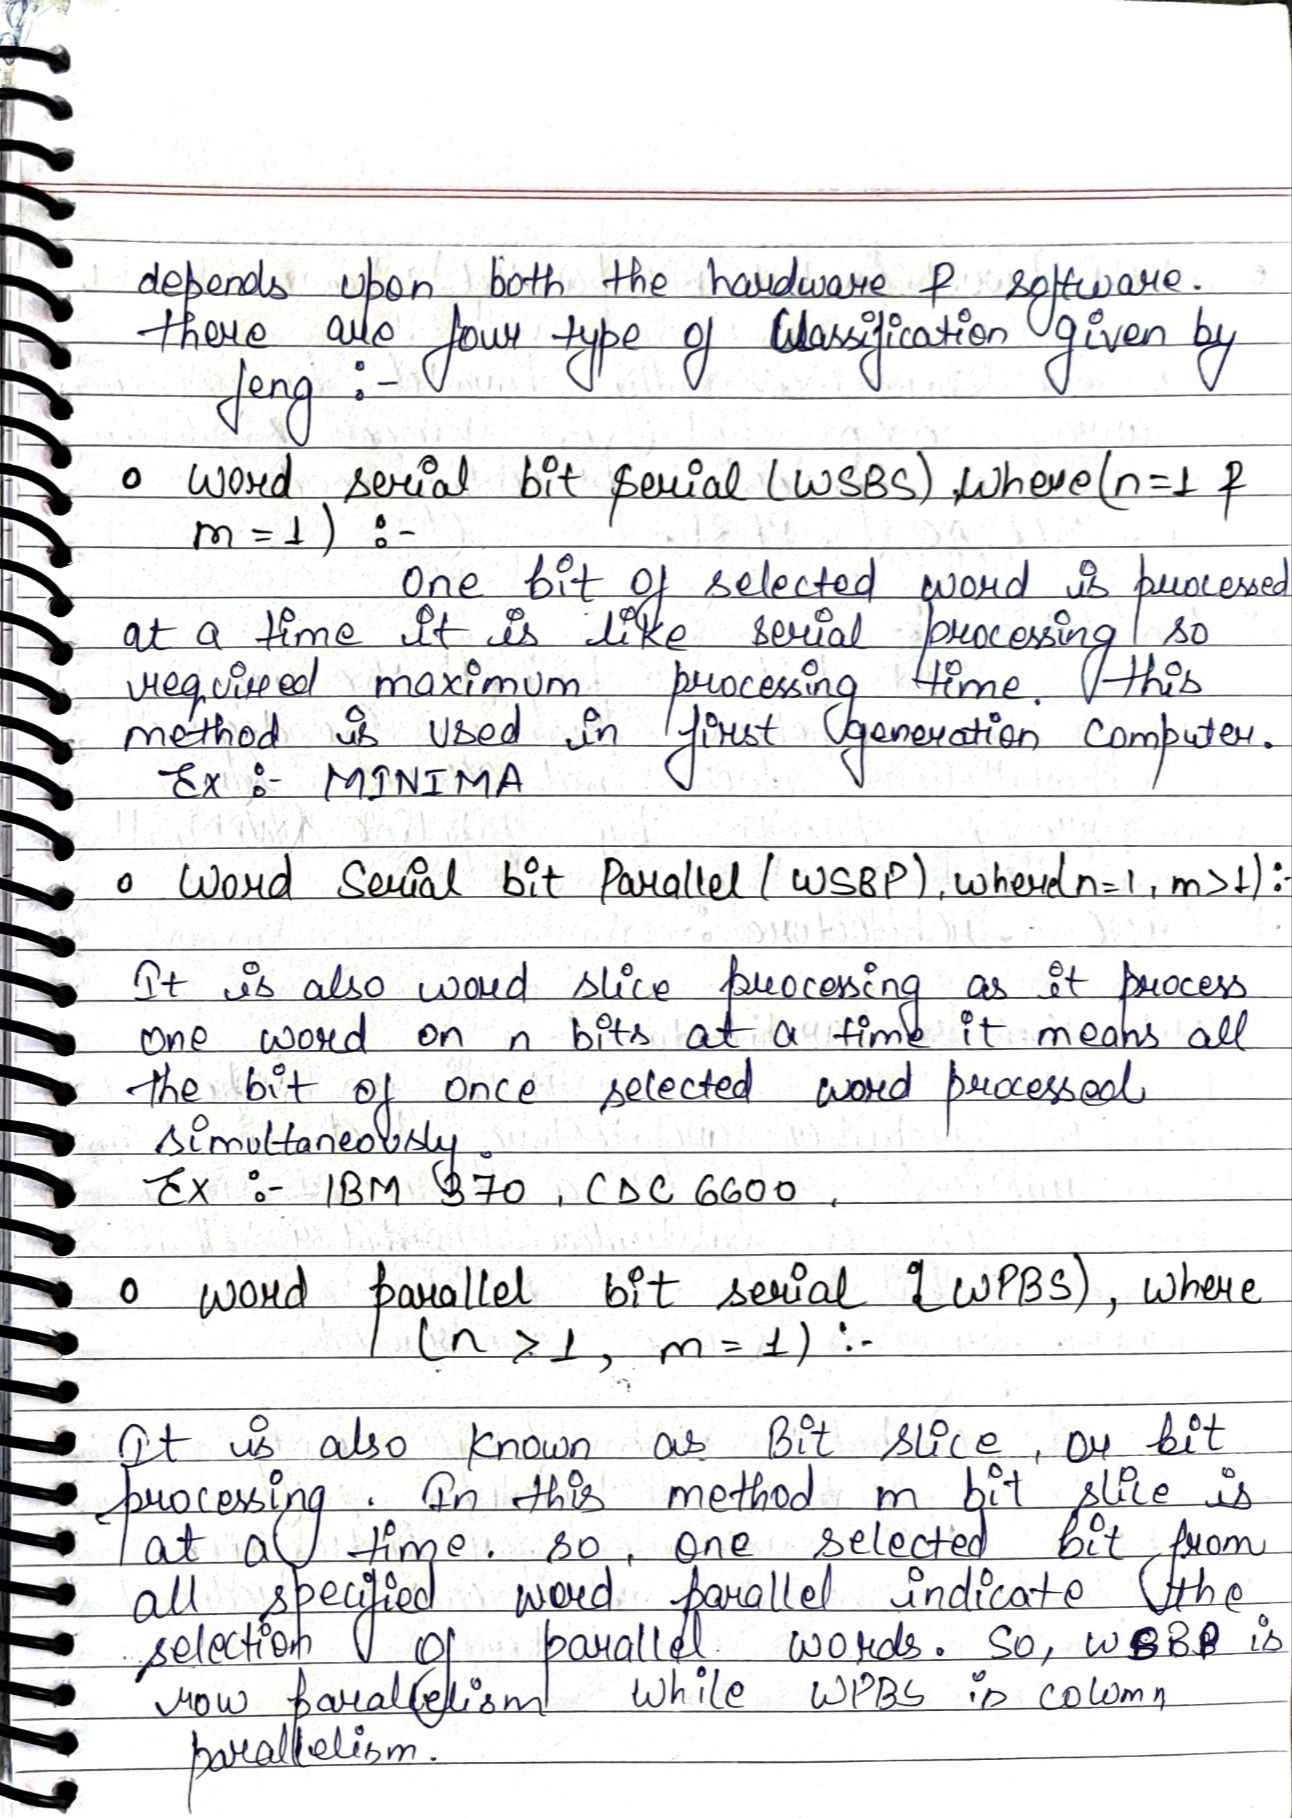 depends upon both the hardware & software.
there are four type of Classification given by
feng :-
o word serial bit serial (WSBS), Where (n=1 &
m = 1) :-
One bit of selected word is processed
at a time it is like serial processing so
required maximum processing time. this
method is used in first generation computer.
Ex :- MINIMA
o Word Serial bit Parallel (WSBP), where(n=1, m>1):-
It is also word slice processing as it process
one word on n bits at a time it means all
the bit of once selected word processed
simultaneously.
Ex :- IBM 370, CDC 6600,
o word parallel bit serial (WPBS), where
(n > 1, m = 1) :-
It is also known as Bit slice, or bit
processing. In this method m bit slice is
at a time. so, one selected bit from
all specified word parallel indicate the
selection of parallel words. So, WSBP is
row parallelism while WPBS is column
parallelism.